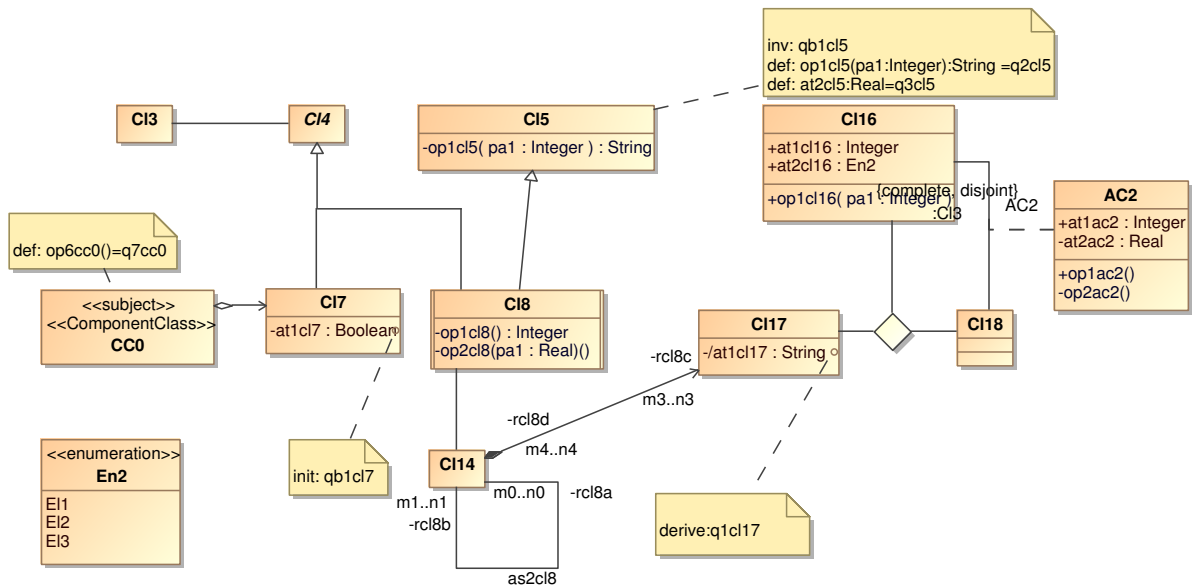 inv: qb1cl5
def: op1cl5(pa1:Integer):String =q2cl5
def: at2cl5:Real=q3cl5
Cl3
Cl4
Cl5
-op1cl5( pa1 : Integer ) : String
Cl16
+at1cl16 : Integer
+at2cl16 : En2
+op1cl16( pa1 : Integer )
:Cl3
{complete, disjoint}
AC2
AC2
+at1ac2 : Integer
-at2ac2 : Real
+op1ac2()
-op2ac2()
def: op6cc0()=q7cc0
<<subject>>
<<ComponentClass>>
CC0
Cl7
-at1cl7 : Boolean
Cl8
-op1cl8() : Integer
-op2cl8(pa1 : Real)()
Cl17
-/at1cl17 : String
Cl18
-rcl8c
m3..n3
-rcl8d
m4..n4
<<enumeration>>
En2
El1
El2
El3
init: qb1cl7
Cl14
m1..n1
-rcl8b
m0..n0
-rcl8a
as2cl8
derive:q1cl17